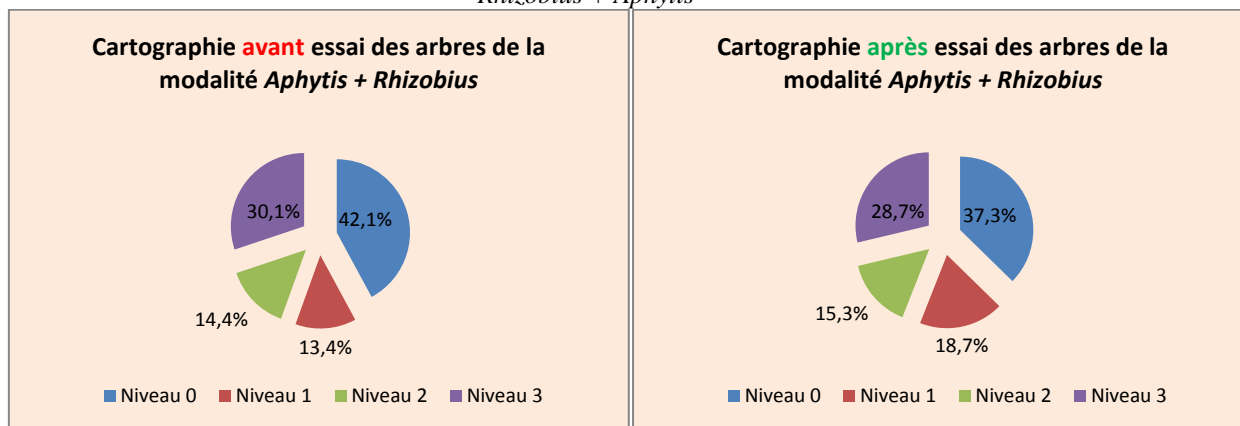 Rhizobius + Aphytis
Cartographie avant essai des arbres de la
modalité Aphytis + Rhizobius
30,1%
42,1%
14,4%
13,4%
Niveau 0 Niveau 1 Niveau 2 Niveau 3
Cartographie après essai des arbres de la
modalité Aphytis + Rhizobius
28,7%
37,3%
15,3%
18,7%
Niveau 0 Niveau 1 Niveau 2 Niveau 3